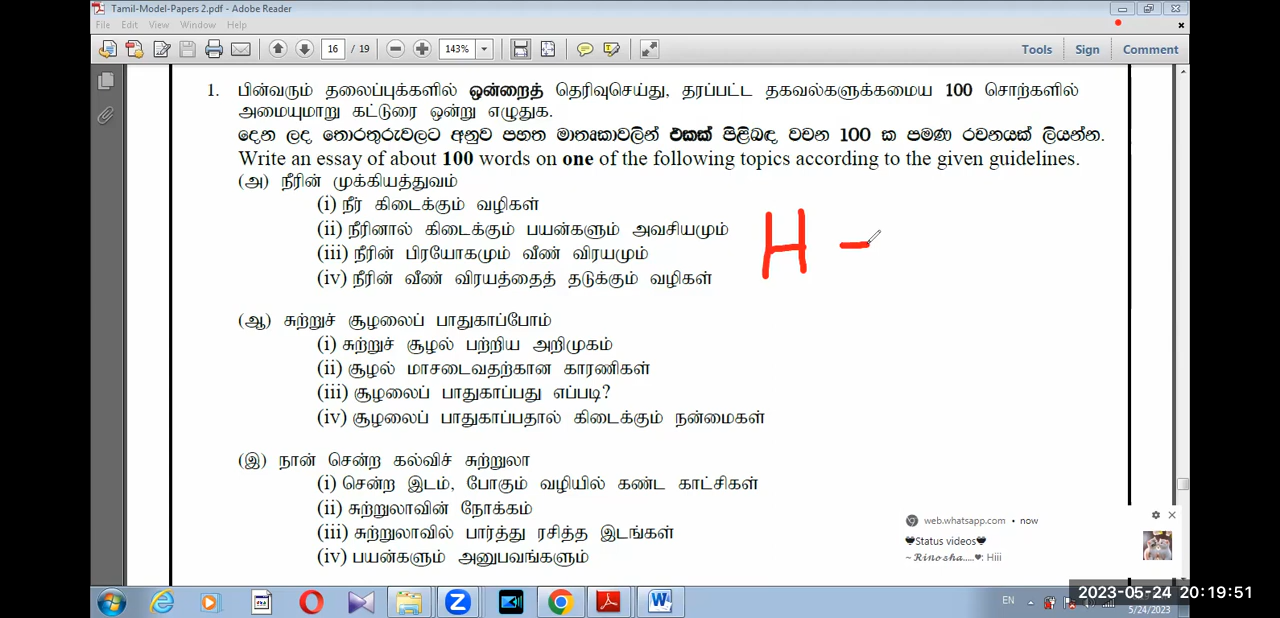 Tamil-Model-Papers 2.pdf - Adobe Reader
File Edit View Window Help
16 / 19 143% Tools Sign Comment
1. பின்வரும் தலைப்புக்களில் ஒன்றைத் தெரிவுசெய்து, தரப்பட்ட தகவல்களுக்கமைய 100 சொற்களில்
அமையுமாறு கட்டுரை ஒன்று எழுதுக.
දෙන ලද තොරතුරුවලට අනුව පහත මාතෘකාවලින් එකක් පිළිබඳ වචන 100 ක පමණ රචනයක් ලියන්න.
Write an essay of about 100 words on one of the following topics according to the given guidelines.
(அ) நீரின் முக்கியத்துவம்
(i) நீர் கிடைக்கும் வழிகள்
(ii) நீரினால் கிடைக்கும் பயன்களும் அவசியமும்
(iii) நீரின் பிரயோகமும் வீண் விரயமும்
(iv) நீரின் வீண் விரயத்தைத் தடுக்கும் வழிகள்
H -
(ஆ) சுற்றுச் சூழலைப் பாதுகாப்போம்
(i) சுற்றுச் சூழல் பற்றிய அறிமுகம்
(ii) சூழல் மாசடைவதற்கான காரணிகள்
(iii) சூழலைப் பாதுகாப்பது எப்படி?
(iv) சூழலைப் பாதுகாப்பதால் கிடைக்கும் நன்மைகள்
(இ) நான் சென்ற கல்விச் சுற்றுலா
(i) சென்ற இடம், போகும் வழியில் கண்ட காட்சிகள்
(ii) சுற்றுலாவின் நோக்கம்
(iii) சுற்றுலாவில் பார்த்து ரசித்த இடங்கள்
(iv) பயன்களும் அனுபவங்களும்
web.whatsapp.com • now
🖤Status videos🖤
~ Rinosha.....❤: Hiii
EN
2023-05-24 20:19:51
5/24/2023